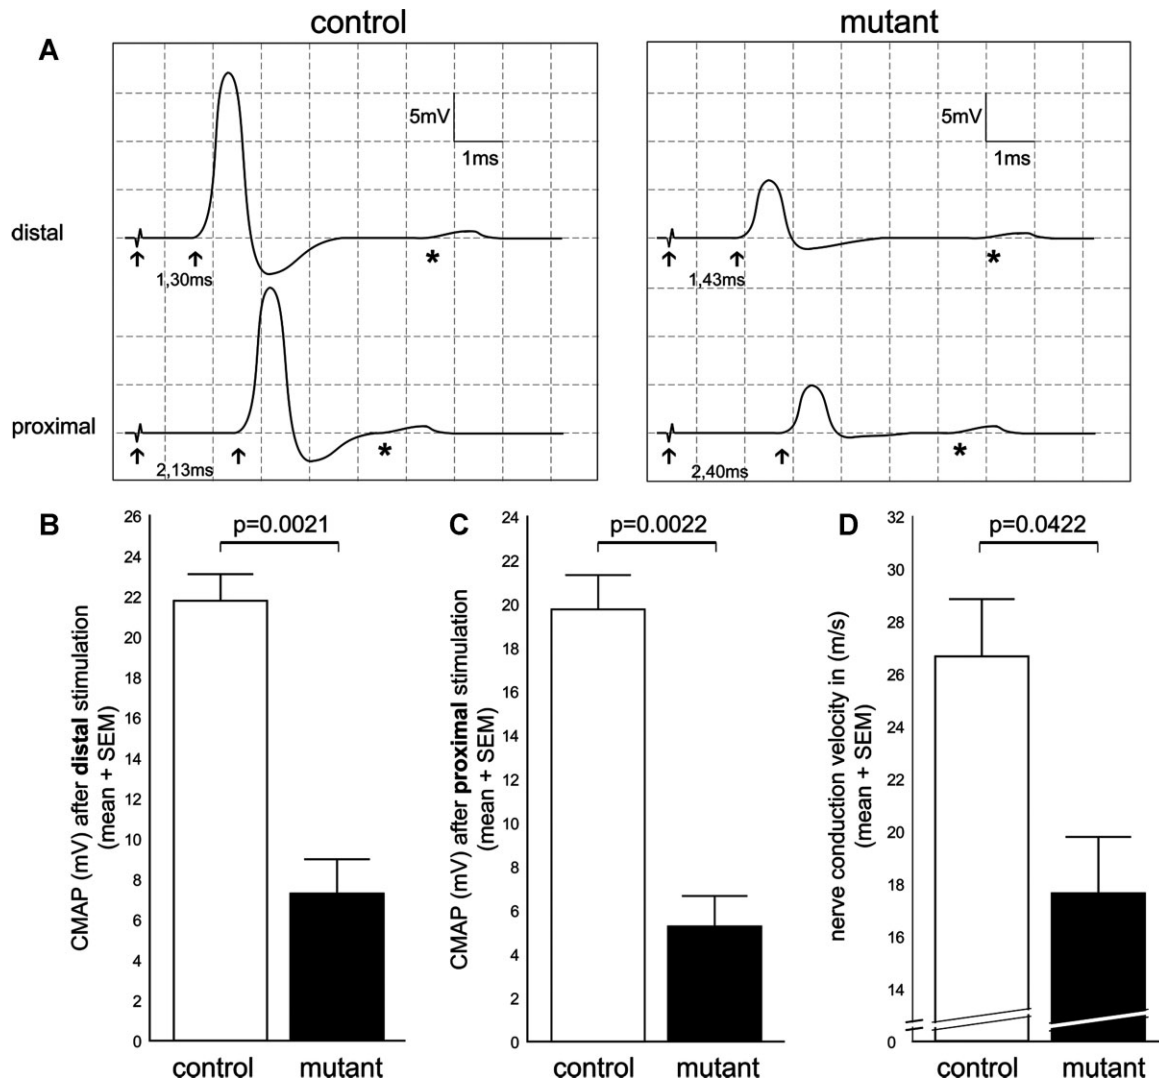 control
mutant
A
5mV
1ms
5mV
1ms
distal
*
*
1,30ms
1,43ms
proximal
*
*
2,13ms
2,40ms
B
p=0.0021
26
24
22
20
18
16
14
12
10
8
6
4
2
0
CMAP (mV) after distal stimulation
(mean + SEM)
control
mutant
C
p=0.0022
24
22
20
18
16
14
12
10
8
6
4
2
0
CMAP (mV) after proximal stimulation
(mean + SEM)
control
mutant
D
p=0.0422
32
30
28
26
24
22
20
18
16
14
0
nerve conduction velocity in (m/s)
(mean + SEM)
control
mutant